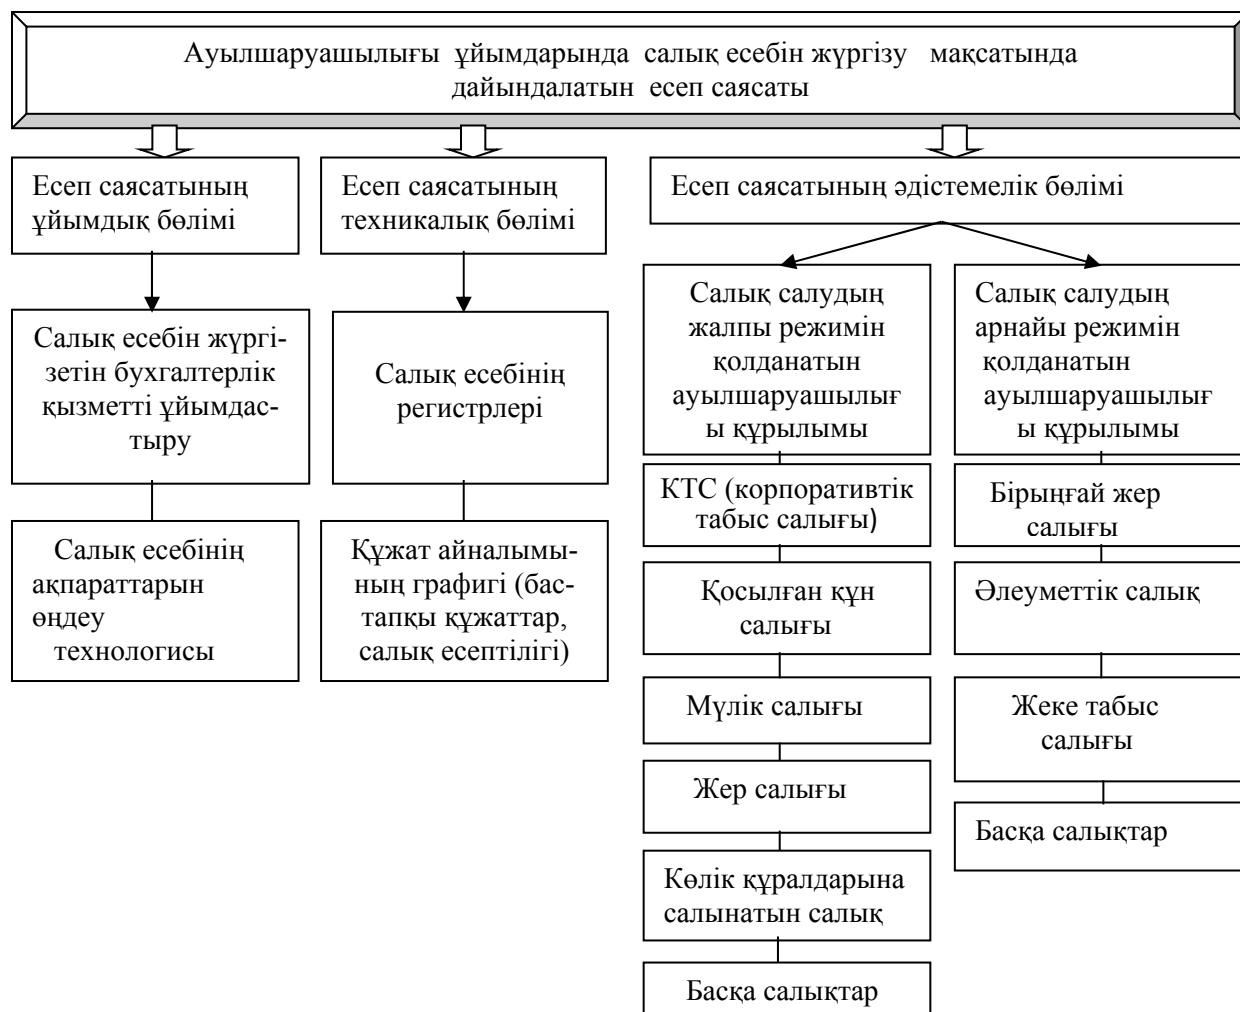 Ауылшаруашылығы ұйымдарында салық есебін жүргізу мақсатында
дайындалатын есеп саясаты
Есеп саясатының
ұйымдық бөлімі
Есеп саясатының
техникалық бөлімі
Есеп саясатының әдістемелік бөлімі
Салық есебін жүргі-
зетін бухгалтерлік
қызметті ұйымдас-
тыру
Салық есебінің
регистрлері
Салық салудың
жалпы режимін
қолданатын
ауылшаруашылығ
ы құрылымы
Салық салудың
арнайы режимін
қолданатын
ауылшаруашылығ
ы құрылымы
Салық есебінің
ақпараттарын
өңдеу
технологисы
Құжат айналымы-
ның графигі (бас-
тапқы құжаттар,
салық есептілігі)
КТС (корпоративтік
табыс салығы)
Қосылған құн
салығы
Мүлік салығы
Жер салығы
Көлік құралдарына
салынатын салық
Басқа салықтар
Бірыңғай жер
салығы
Әлеуметтік салық
Жеке табыс
салығы
Басқа салықтар